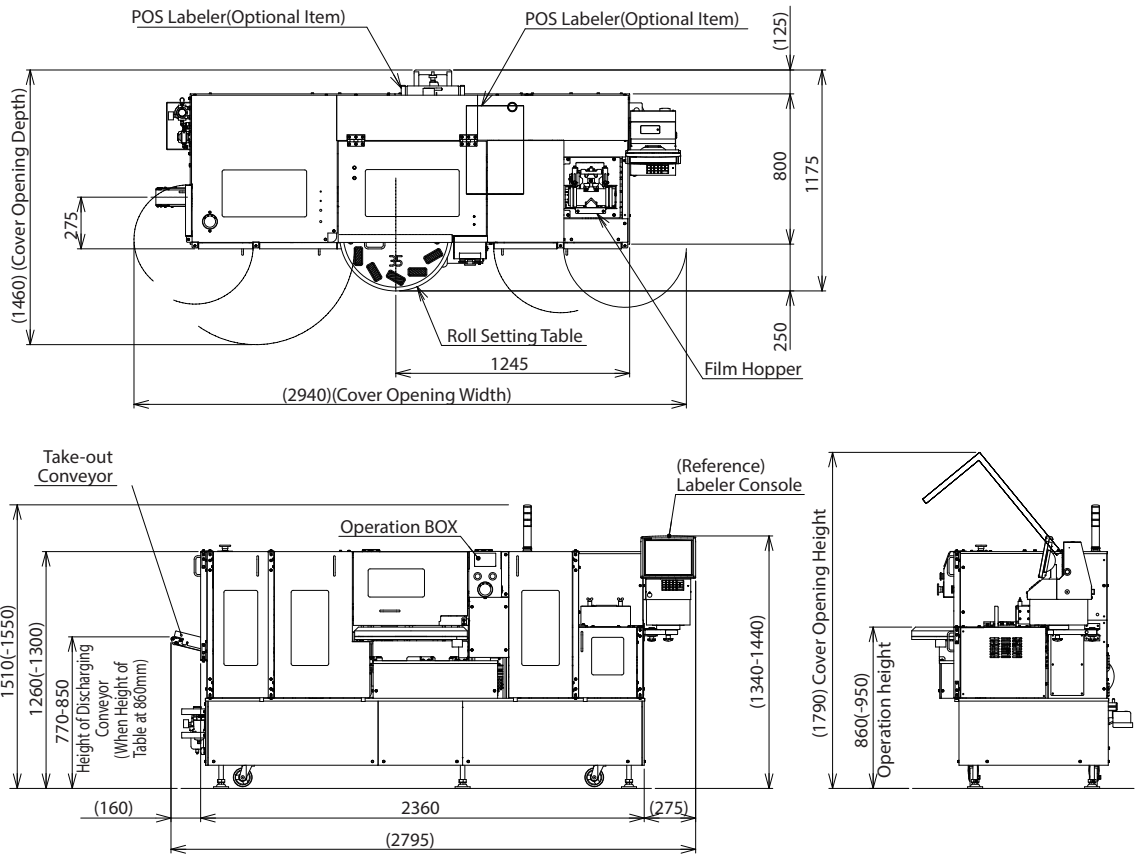 POS Labeler(Optional Item)
POS Labeler(Optional Item)
(125)
(1460) (Cover Opening Depth)
275
800
1175
35
250
Roll Setting Table
1245
Film Hopper
(2940)(Cover Opening Width)
Take-out
Conveyor
(Reference)
Labeler Console
Operation BOX
1510(-1550)
1260(-1300)
770-850
Height of Discharging
Conveyor
(When Height of
Table at 860mm)
(1340-1440)
(1790) Cover Opening Height
860(-950)
Operation height
(160)
2360
(275)
(2795)